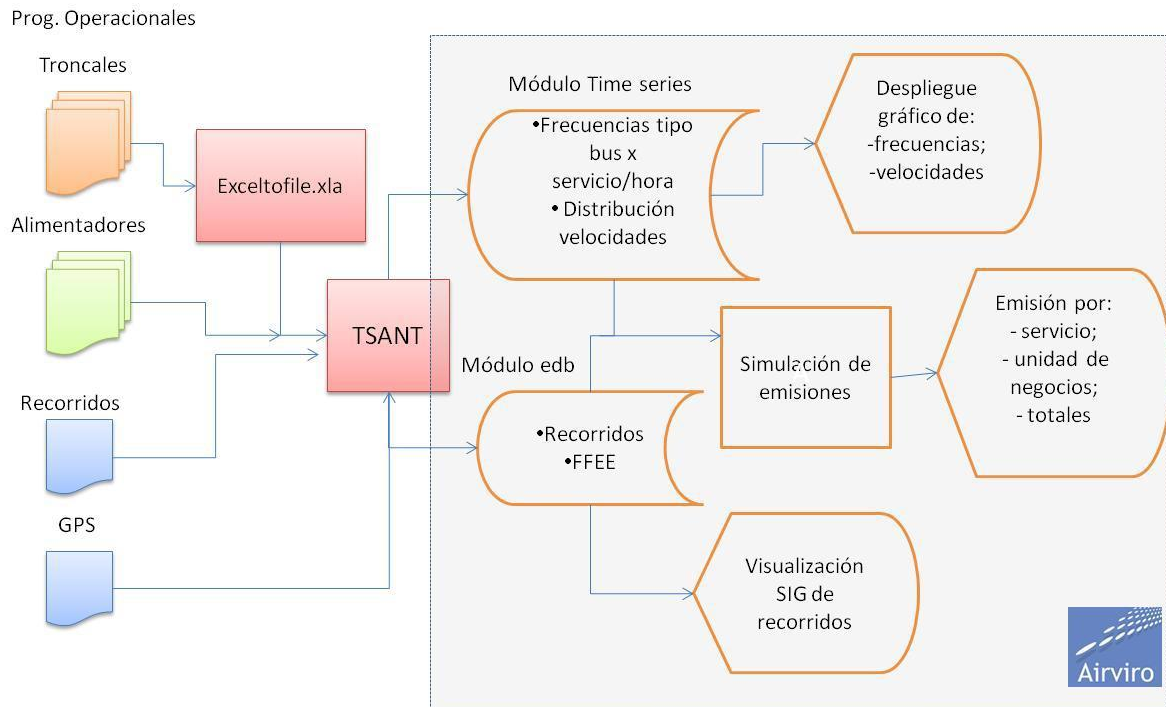 Prog. Operacionales
Troncales
Exceltofile.xla
Alimentadores
TSANT
Recorridos
GPS
Módulo Time series
•Frecuencias tipo
bus x
servicio/hora
• Distribución
velocidades
Despliegue
gráfico de:
-frecuencias;
-velocidades
Módulo edb
•Recorridos
•FFEE
Simulación de
emisiones
Emisión por:
- servicio;
- unidad de
negocios;
- totales
Visualización
SIG de
recorridos
Airviro